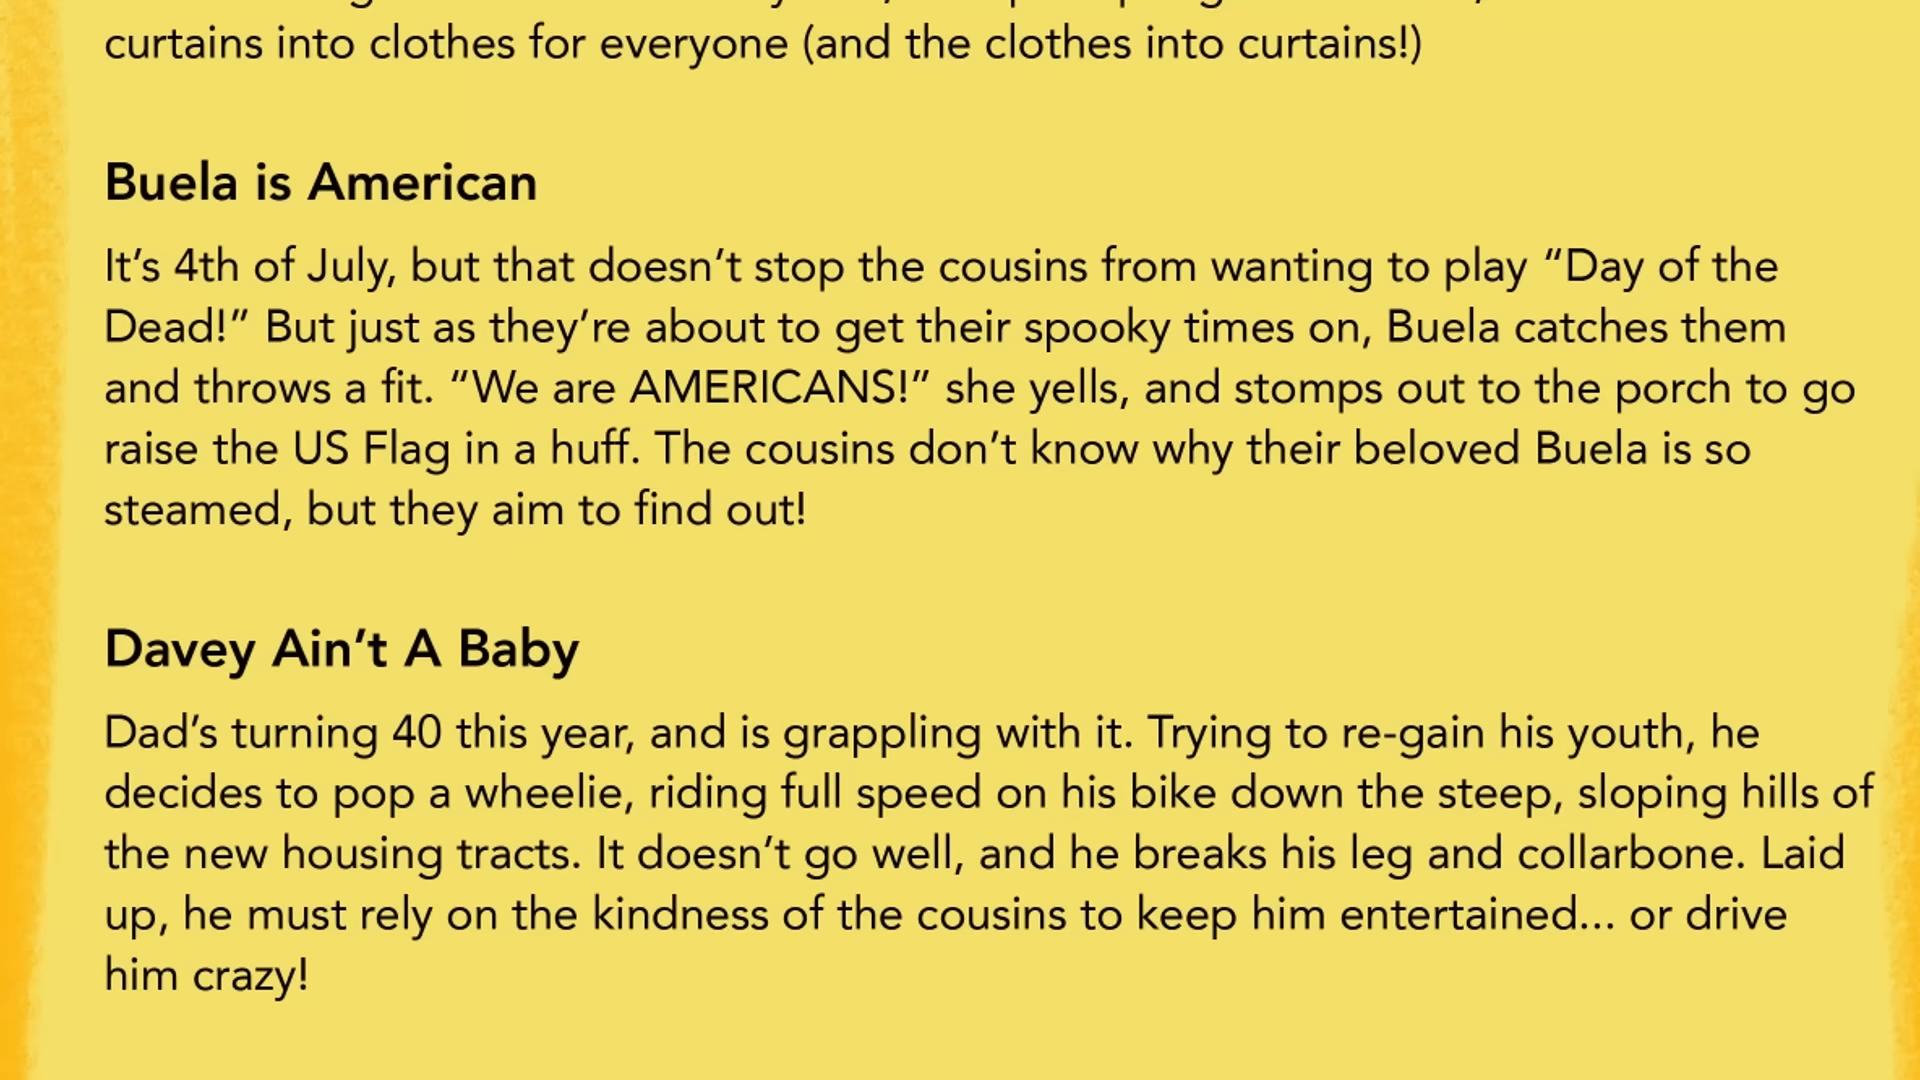 curtains into clothes for everyone (and the clothes into curtains!)
Buela is American
It’s 4th of July, but that doesn’t stop the cousins from wanting to play “Day of the
Dead!” But just as they’re about to get their spooky times on, Buela catches them
and throws a fit. “We are AMERICANS!” she yells, and stomps out to the porch to go
raise the US Flag in a huff. The cousins don’t know why their beloved Buela is so
steamed, but they aim to find out!
Davey Ain’t A Baby
Dad’s turning 40 this year, and is grappling with it. Trying to re-gain his youth, he
decides to pop a wheelie, riding full speed on his bike down the steep, sloping hills of
the new housing tracts. It doesn’t go well, and he breaks his leg and collarbone. Laid
up, he must rely on the kindness of the cousins to keep him entertained... or drive
him crazy!